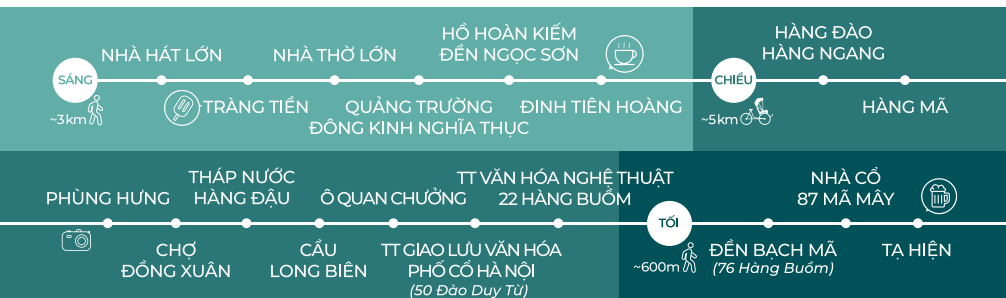 SÁNG
~3km
NHÀ HÁT LỚN
TRÀNG TIỀN
NHÀ THỜ LỚN
QUẢNG TRƯỜNG
ĐÔNG KINH NGHĨA THỤC
HỒ HOÀN KIẾM
ĐỀN NGỌC SƠN
ĐINH TIÊN HOÀNG
CHIỀU
~5km
HÀNG ĐÀO
HÀNG NGANG
HÀNG MÃ
PHÙNG HƯNG
CHỢ
ĐỒNG XUÂN
THÁP NƯỚC
HÀNG ĐẬU
CẦU
LONG BIÊN
Ô QUAN CHƯỞNG
TT GIAO LƯU VĂN HÓA
PHỐ CỔ HÀ NỘI
(50 Đào Duy Từ)
TT VĂN HÓA NGHỆ THUẬT
22 HÀNG BUỒM
TỐI
~600m
ĐỀN BẠCH MÃ
(76 Hàng Buồm)
NHÀ CỔ
87 MÃ MÂY
TẠ HIỆN